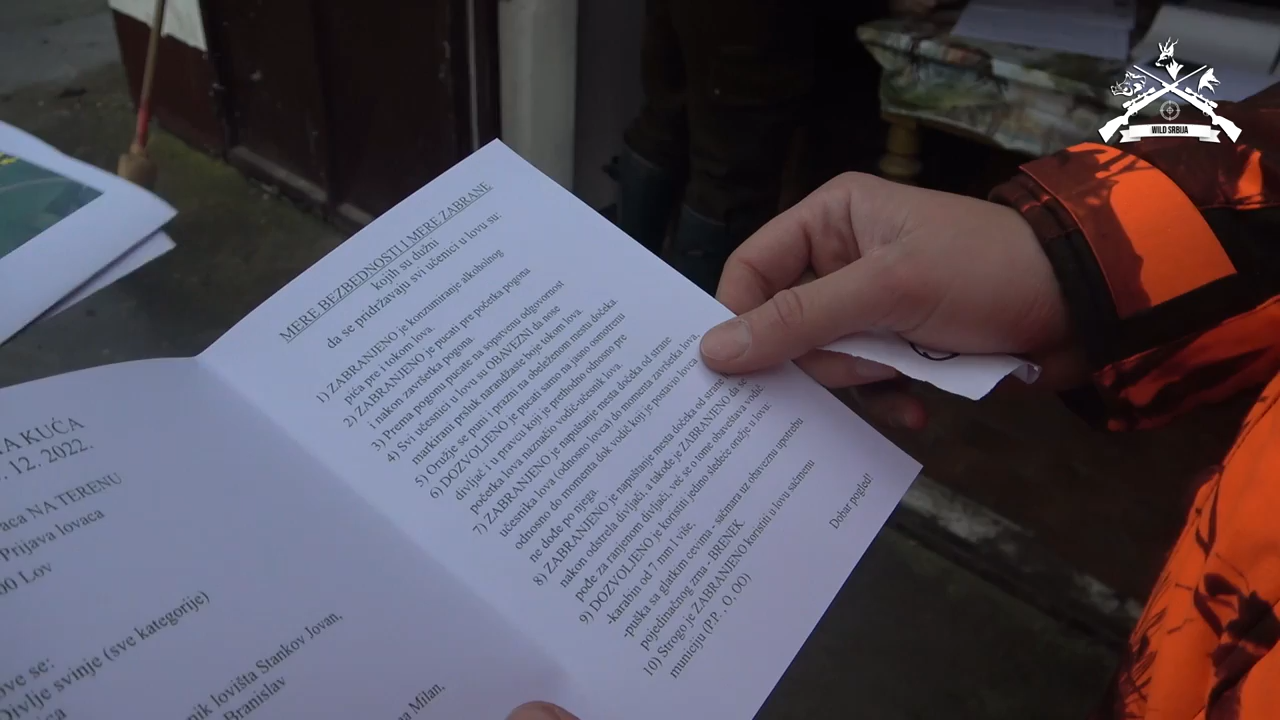 WILD SRBIJA
A KUĆA
12. 2022.
NA TERENU
Prijava lovaca
00 Lov
Divlje svinje (sve kategorije)
lovišta Stankov Jovan,
Branislav
Milan,
MERE BEZBEDNOSTI I MERE ZABRANE
kojih su dužni
da se pridržavaju svi učenici u lovu su:
1) ZABRANJENO je konzumiranje alkoholnog
pića pre i tokom lova.
2) ZABRANJENO je pucati pre početka pogona
i nakon završetka pogona.
3) Prema pogonu pucate na sopstvenu odgovornost
4) Svi učesnici u lovu su OBAVEZNI da nose
markirani prsluk narandžaste boje tokom lova.
5) Oružje se puni i prazni na obeleženom mestu dočeka.
6) DOZVOLJENO je pucati samo na jasno osmotrenu
divljač i u pravcu koji je prethodno odnosno pre
početka lova naznačio vodič-učesnik lova.
7) ZABRANJENO je napuštanje mesta dočeka od strane
učesnika lova (odnosno lovca) do momenta završetka lova,
odnosno do momenta dok vodič koji je postavio lovca
ne dođe po njega.
8) ZABRANJENO je napuštanje mesta dočeka od strane
nakon odstrela divljači, a takođe je ZABRANJENO da se
pođe za ranjenom divljači, već se o tome obaveštava vodič
9) DOZVOLJENO je koristiti jedino sledeće oružje u lovu:
-karabin od 7 mm I više,
-puška sa glatkim cevima - sačmara uz obaveznu upotrebu
pojedinačnog zrna - BRENEK.
10) Strogo je ZABRANJENO koristiti u lovu sačmenu
municiju (P.P. , O, OO)
Dobar pogled!